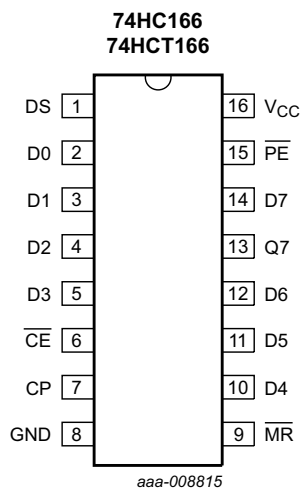 74HC166
74HCT166
DS 1 16 VCC
D0 2 15 PE
D1 3 14 D7
D2 4 13 Q7
D3 5 12 D6
CE 6 11 D5
CP 7 10 D4
GND 8 9 MR
aaa-008815